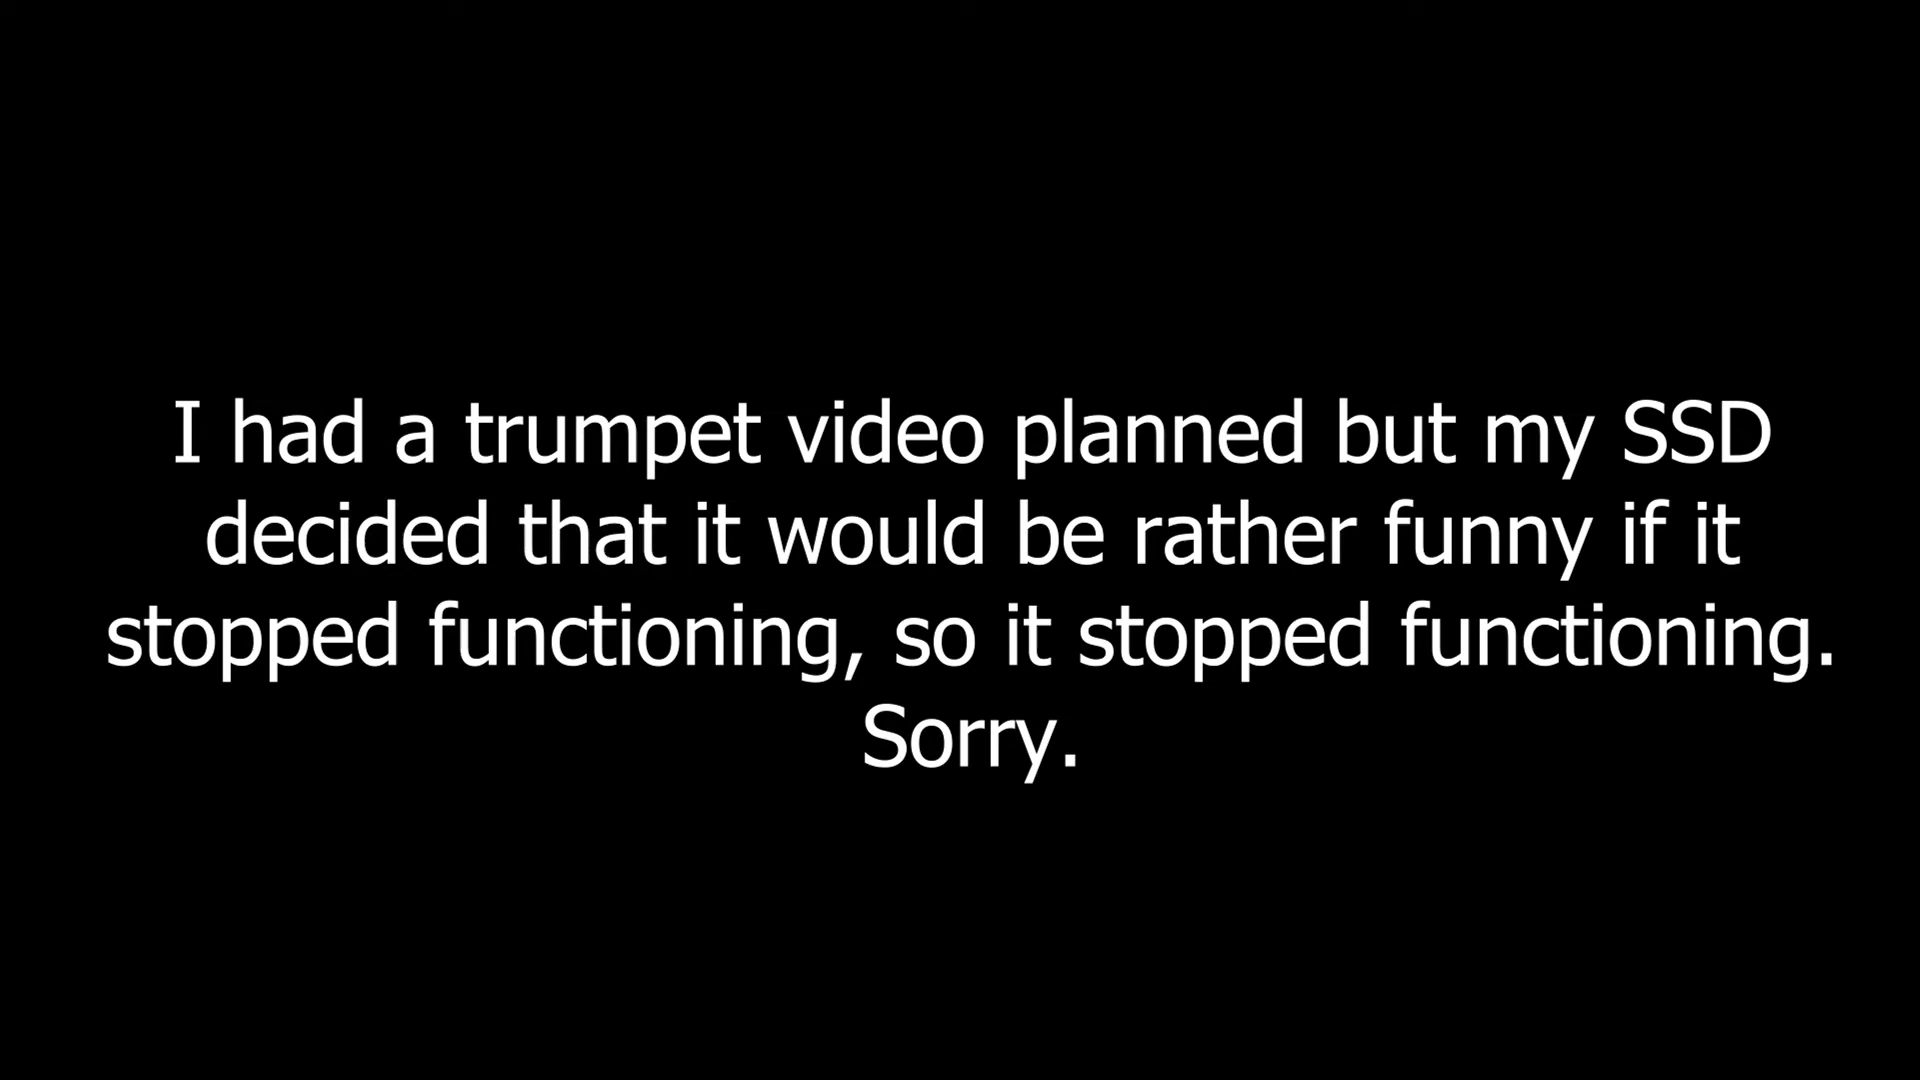 I had a trumpet video planned but my SSD
decided that it would be rather funny if it
stopped functioning, so it stopped functioning.
Sorry.